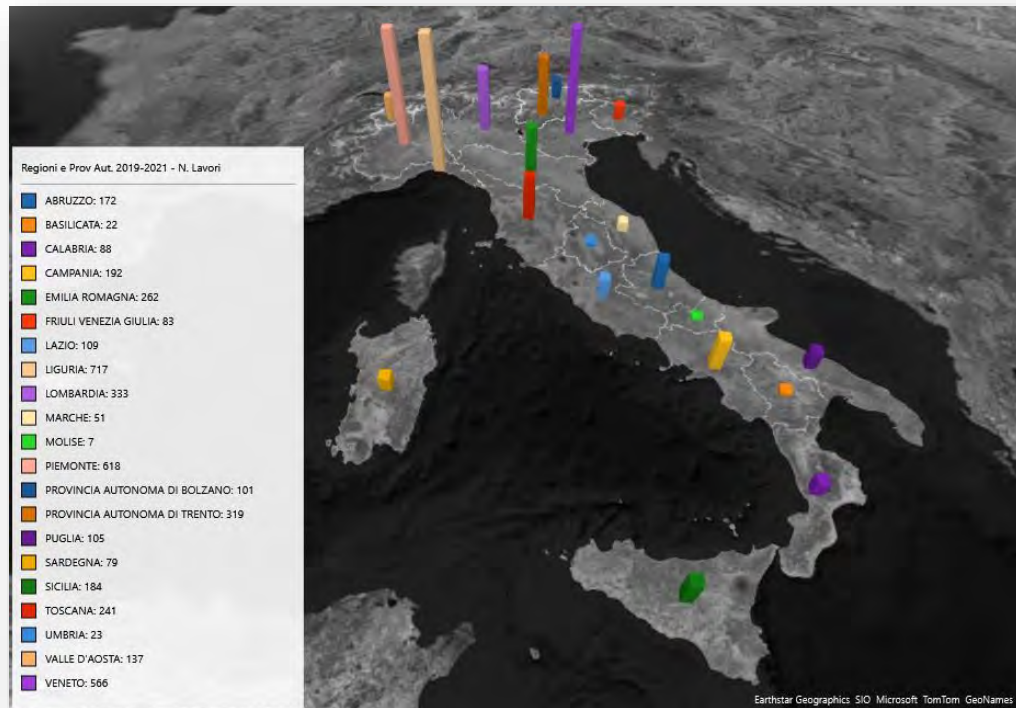 Regioni e Prov Aut. 2019-2021 - N. Lavori
ABRUZZO: 172
BASILICATA: 22
CALABRIA: 88
CAMPANIA: 192
EMILIA ROMAGNA: 262
FRIULI VENEZIA GIULIA: 83
LAZIO: 109
LIGURIA: 717
LOMBARDIA: 333
MARCHE: 51
MOLISE: 7
PIEMONTE: 618
PROVINCIA AUTONOMA DI BOLZANO: 101
PROVINCIA AUTONOMA DI TRENTO: 319
PUGLIA: 105
SARDEGNA: 79
SICILIA: 184
TOSCANA: 241
UMBRIA: 23
VALLE D'AOSTA: 137
VENETO: 566
Earthstar Geographics SIO Microsoft TomTom GeoNames